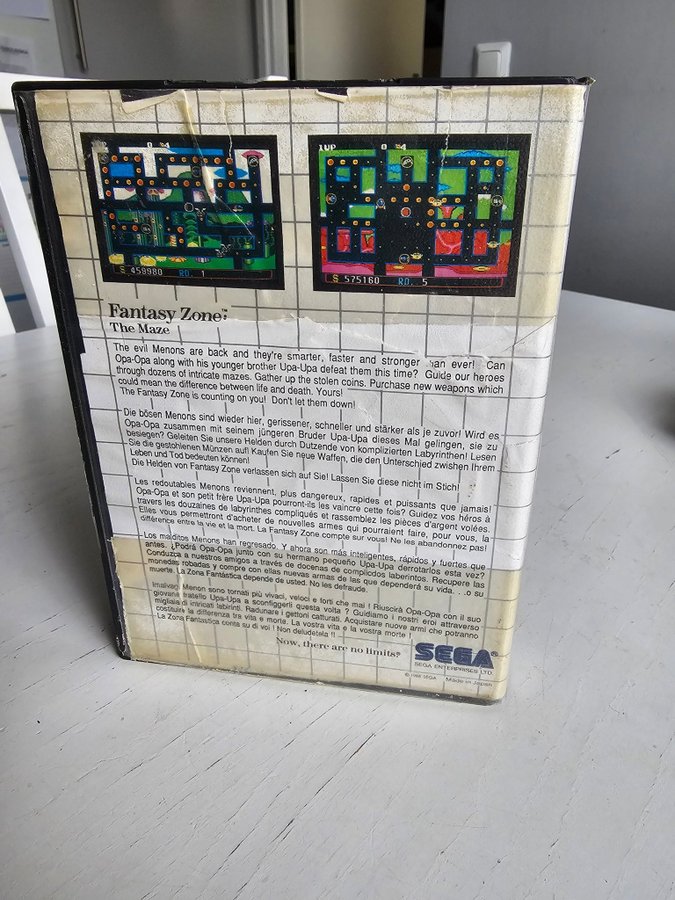 1UP 0 24
S 459980 RD. 1
S 575160 RD. 5
Fantasy Zone™
The Maze
The evil Menons are back and they're smarter, faster and stronger than ever! Can
Opa-Opa along with his younger brother Upa-Upa defeat them this time? Guide our heroes
through dozens of intricate mazes. Gather up the stolen coins. Purchase new weapons which
could mean the difference between life and death. Yours!
The Fantasy Zone is counting on you! Don't let them down!
Die bösen Menons sind wieder hier, gerissener, schneller und stärker als je zuvor! Wird es
Opa-Opa zusammen mit seinem jüngeren Bruder Upa-Upa dieses Mal gelingen, sie zu
besiegen? Geleiten Sie unsere Helden durch Dutzende von komplizierten Labyrinthen! Lesen
Sie die gestohlenen Münzen auf! Kaufen Sie neue Waffen, die den Unterschied zwishen Ihrem
Leben und Tod bedeuten können!
Die Helden von Fantasy Zone verlassen sich auf Sie! Lassen Sie diese nicht im Stich!
Les redoutables Menons reviennent, plus dangereux, rapides et puissants que jamais!
Opa-Opa et son petit frère Upa-Upa pourront-ils les vaincre cette fois? Guidez vos héros à
travers les douzaines de labyrinthes compliqués et rassemblez les pièces d'argent volées.
Elles vous permettront d'acheter de nouvelles armes qui pourraient faire, pour vous, la
différence entre la vie et la mort. La Fantasy Zone compte sur vous! Ne les abandonnez pas!
Los malditos Menons han regresado. Y ahora son más inteligentes, rápidos y fuertes que
antes. ¿Podrá Opa-Opa junto con su hermano pequeño Upa-Upa derrotarlos esta vez?
Conduzca a nuestros amigos a través de docenas de complicdos laberintos. Recupere las
monedas robadas y compre con ellas nuevas armas de las que dependerá su vida . . .o su
muerte. La Zona Fantástica depende de usted. No les defraude.
Imalvagi Menon sono tornati più vivaci, veloci e forti che mai ! Riuscirà Opa-Opa con il suo
giovane fratello Upa-Upa a sconfiggerli questa volta ? Guidiamo i nostri eroi attraverso
migliaia di intricati labirinti. Radunare i gettoni catturati. Acquistare nuove armi che potranno
costituire la differenza tra vita e morte. La vostra vita e la vostra morte !
La Zona Fantastica conta su di voi ! Non deludetela !!
Now, there are no limits.
SEGA®
SEGA ENTERPRISES LTD.
© 1988 SEGA Made in Japan